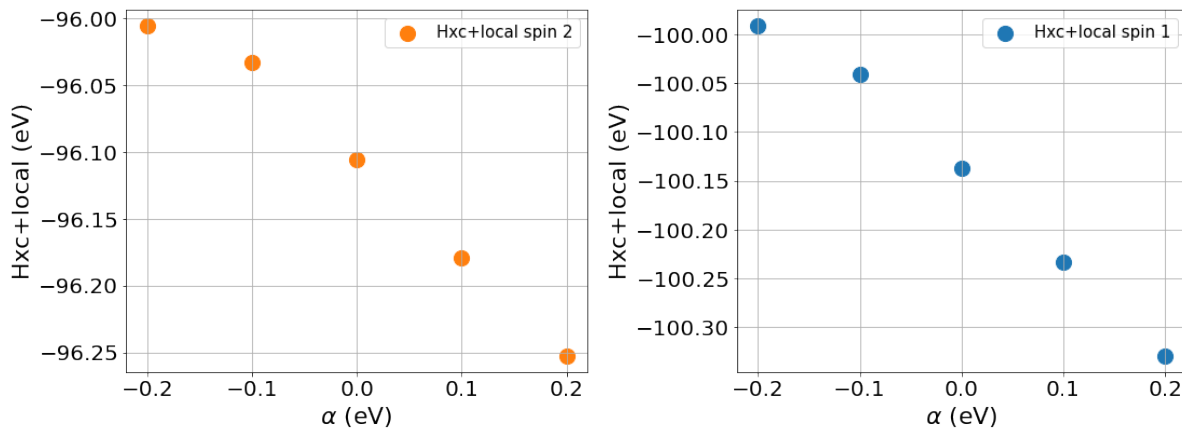 Hxc+local spin 2
Hxc+local (eV)
−96.00
−96.05
−96.10
−96.15
−96.20
−96.25
−0.2 −0.1 0.0 0.1 0.2
α (eV)
Hxc+local spin 1
Hxc+local (eV)
−100.00
−100.05
−100.10
−100.15
−100.20
−100.25
−100.30
−0.2 −0.1 0.0 0.1 0.2
α (eV)